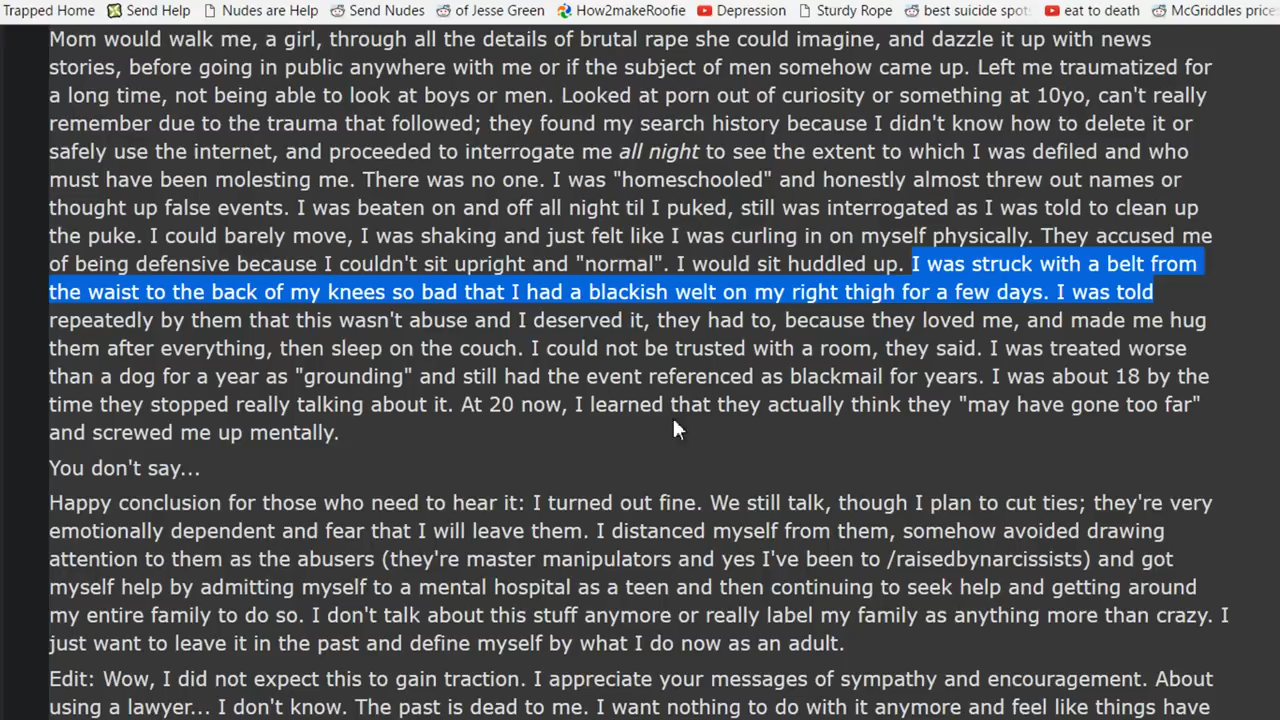 Trapped Home Send Help Nudes are Help Send Nudes of Jesse Green How2makeRoofie Depression Sturdy Rope best suicide spots eat to death McGriddles price
Mom would walk me, a girl, through all the details of brutal rape she could imagine, and dazzle it up with news
stories, before going in public anywhere with me or if the subject of men somehow came up. Left me traumatized for
a long time, not being able to look at boys or men. Looked at porn out of curiosity or something at 10yo, can't really
remember due to the trauma that followed; they found my search history because I didn't know how to delete it or
safely use the internet, and proceeded to interrogate me all night to see the extent to which I was defiled and who
must have been molesting me. There was no one. I was "homeschooled" and honestly almost threw out names or
thought up false events. I was beaten on and off all night til I puked, still was interrogated as I was told to clean up
the puke. I could barely move, I was shaking and just felt like I was curling in on myself physically. They accused me
of being defensive because I couldn't sit upright and "normal". I would sit huddled up. I was struck with a belt from
the waist to the back of my knees so bad that I had a blackish welt on my right thigh for a few days. I was told
repeatedly by them that this wasn't abuse and I deserved it, they had to, because they loved me, and made me hug
them after everything, then sleep on the couch. I could not be trusted with a room, they said. I was treated worse
than a dog for a year as "grounding" and still had the event referenced as blackmail for years. I was about 18 by the
time they stopped really talking about it. At 20 now, I learned that they actually think they "may have gone too far"
and screwed me up mentally.
You don't say...
Happy conclusion for those who need to hear it: I turned out fine. We still talk, though I plan to cut ties; they're very
emotionally dependent and fear that I will leave them. I distanced myself from them, somehow avoided drawing
attention to them as the abusers (they're master manipulators and yes I've been to /raisedbynarcissists) and got
myself help by admitting myself to a mental hospital as a teen and then continuing to seek help and getting around
my entire family to do so. I don't talk about this stuff anymore or really label my family as anything more than crazy. I
just want to leave it in the past and define myself by what I do now as an adult.
Edit: Wow, I did not expect this to gain traction. I appreciate your messages of sympathy and encouragement. About
using a lawyer... I don't know. The past is dead to me. I want nothing to do with it anymore and feel like things have